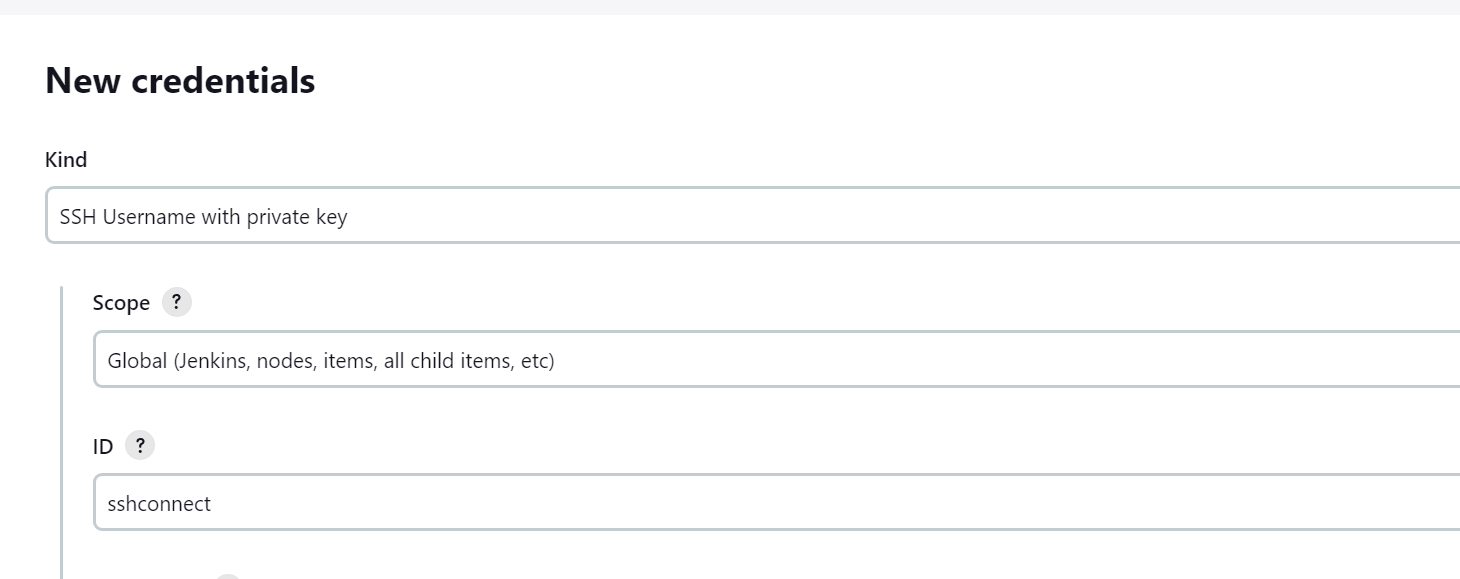 New credentials
Kind
SSH Username with private key
Scope ?
Global (Jenkins, nodes, items, all child items, etc)
ID ?
sshconnect